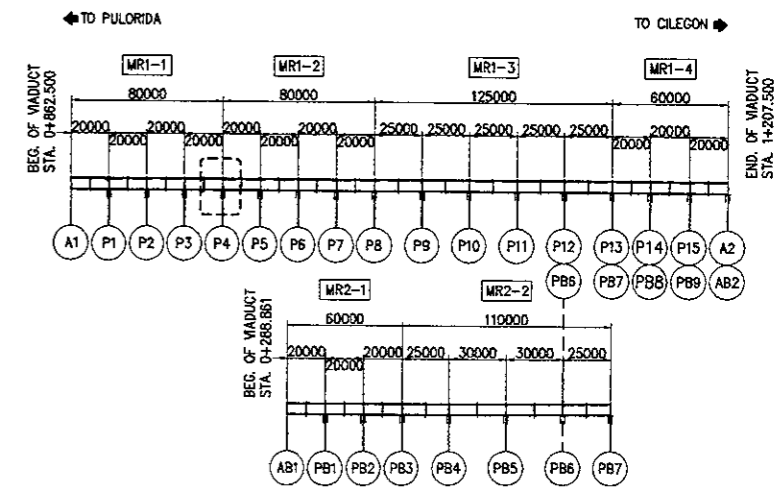 TO PULORIDA
TO CILEGON
MR1-1
MR1-2
MR1-3
MR1-4
BEG. OF VIADUCT
STA. 0+862.500
80000
80000
125000
60000
END. OF VIADUCT
STA. 1+207.500
20000 20000 20000 20000 20000 20000 20000 20000 25000 25000 25000 25000 25000 20000 20000 20000
A1 P1 P2 P3 P4 P5 P6 P7 P8 P9 P10 P11 P12 P13 P14 P15 A2
PB6 PB7 PB8 PB9 AB2
MR2-1
MR2-2
BEG. OF VIADUCT
STA. 0+288.861
60000
110000
20000 20000 20000 25000 30000 30000 25000
AB1 PB1 PB2 PB3 PB4 PB5 PB6 PB7